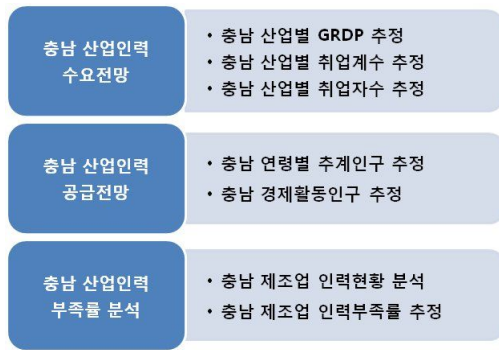 충남 산업인력
수요전망
• 충남 산업별 GRDP 추정
• 충남 산업별 취업계수 추정
• 충남 산업별 취업자수 추정
충남 산업인력
공급전망
• 충남 연령별 추계인구 추정
• 충남 경제활동인구 추정
충남 산업인력
부족률 분석
• 충남 제조업 인력현황 분석
• 충남 제조업 인력부족률 추정